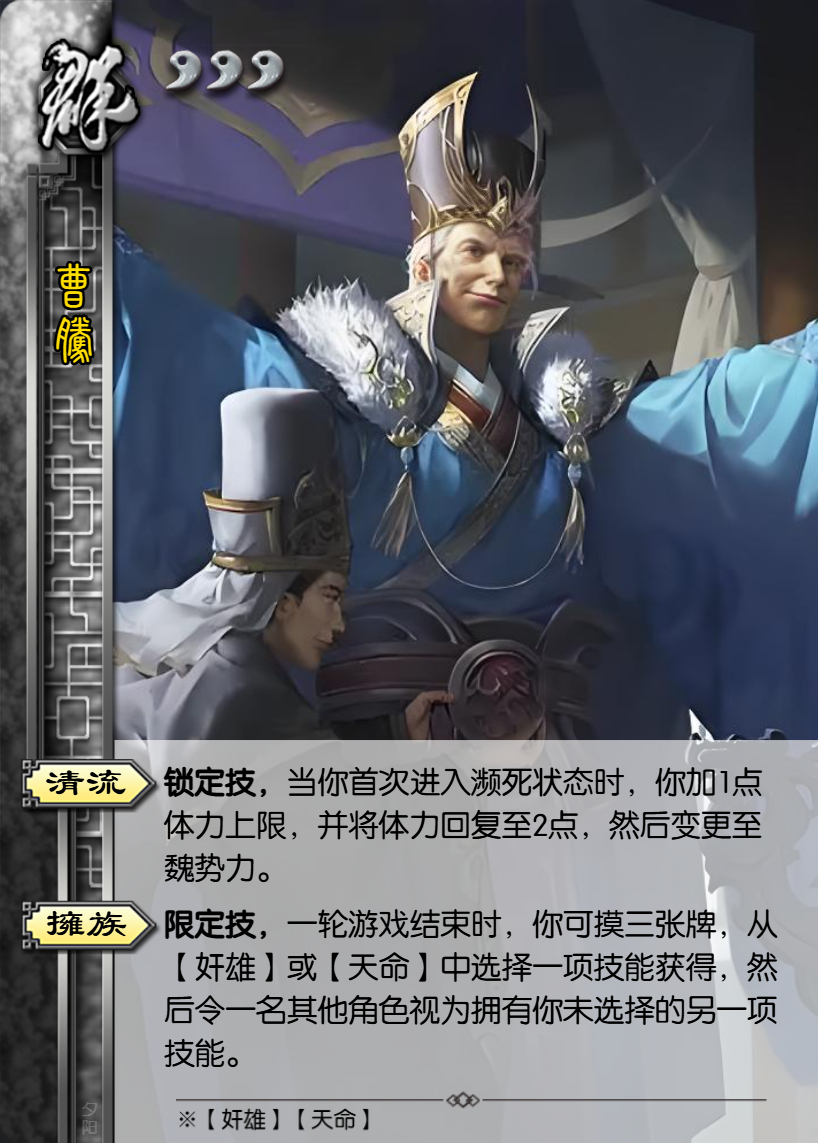 群
曹騰
清流
锁定技，当你首次进入濒死状态时，你加1点
体力上限，并将体力回复至2点，然后变更至
魏势力。
擁族
限定技，一轮游戏结束时，你可摸三张牌，从
【奸雄】或【天命】中选择一项技能获得，然
后令一名其他角色视为拥有你未选择的另一项
技能。
※【奸雄】【天命】
夕阳